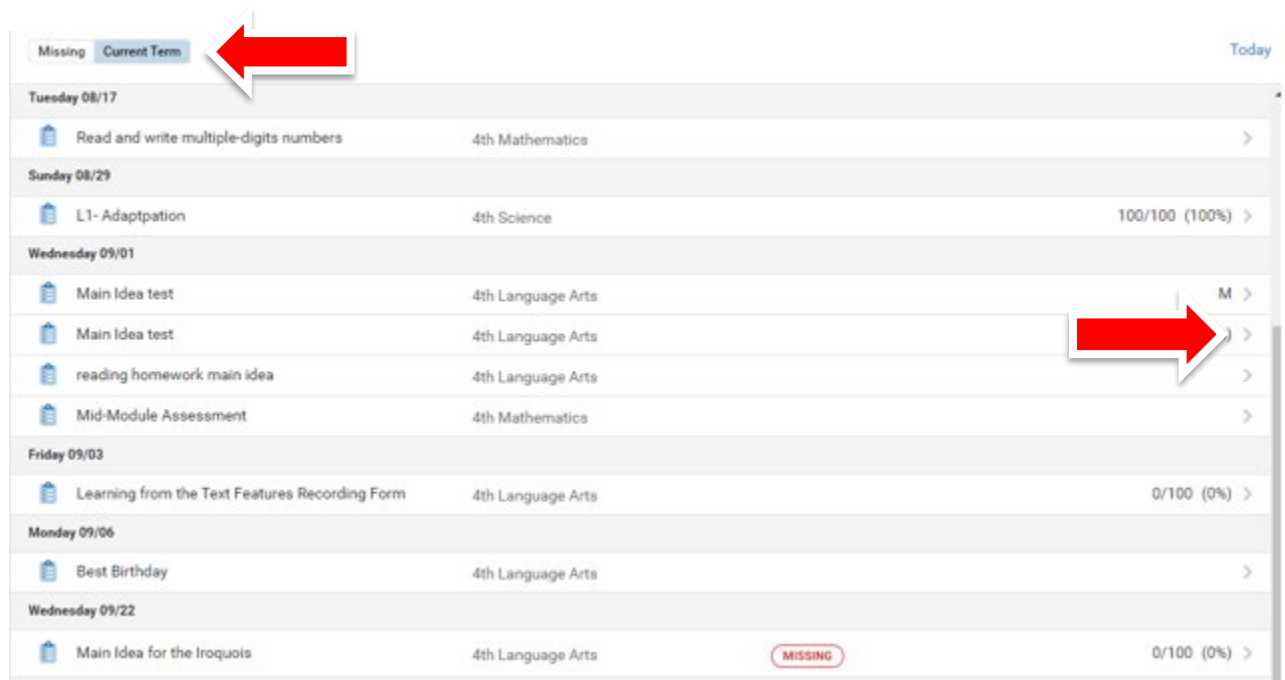 Missing Current Term Today
Tuesday 08/17
Read and write multiple-digits numbers 4th Mathematics
Sunday 08/29
L1- Adaptpation 4th Science 100/100 (100%)
Wednesday 09/01
Main Idea test 4th Language Arts M
Main Idea test 4th Language Arts )
reading homework main idea 4th Language Arts
Mid-Module Assessment 4th Mathematics
Friday 09/03
Learning from the Text Features Recording Form 4th Language Arts 0/100 (0%)
Monday 09/06
Best Birthday 4th Language Arts
Wednesday 09/22
Main Idea for the Iroquois 4th Language Arts MISSING 0/100 (0%)